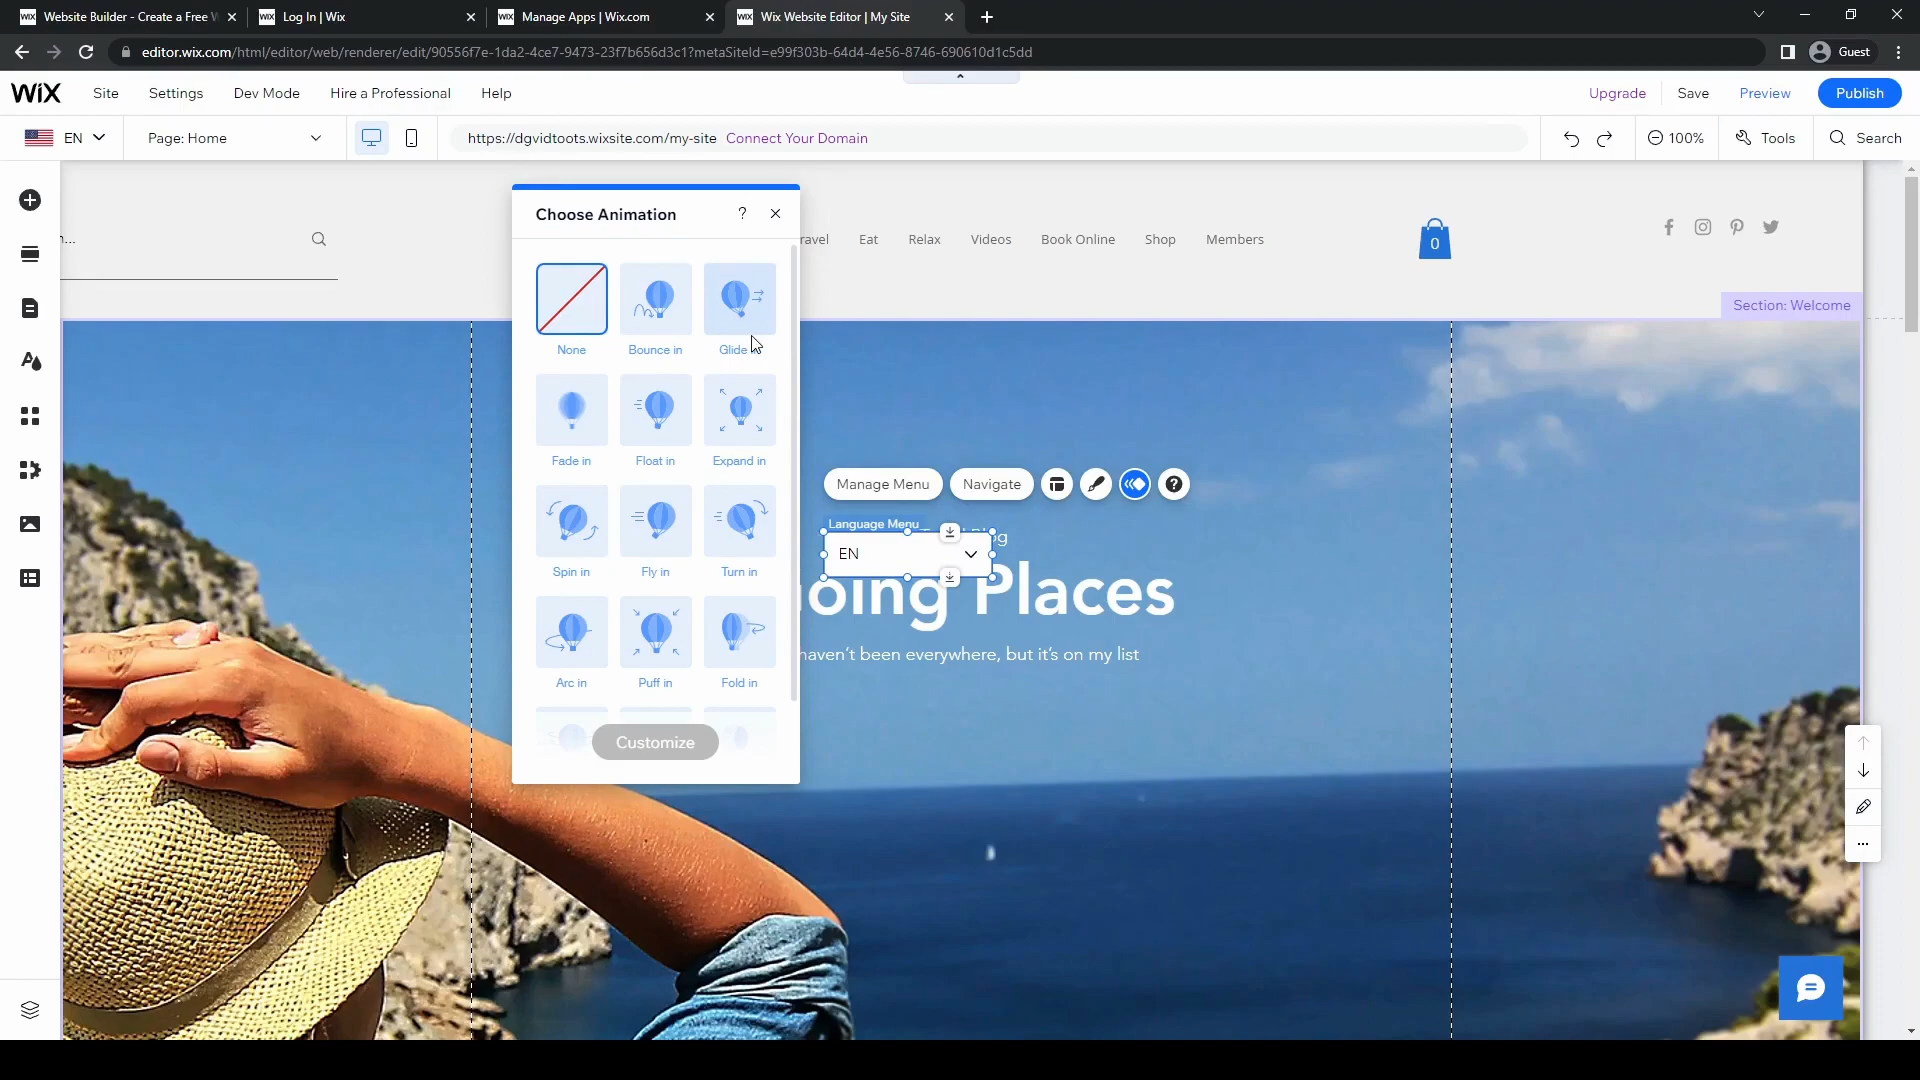 Website Builder - Create a Free W
Log In | Wix
Manage Apps | Wix.com
Wix Website Editor | My Site
editor.wix.com/html/editor/web/renderer/edit/90556f7e-1da2-4ce7-9473-23f7b656d3c1?metaSiteId=e99f303b-64d4-4e56-8746-690610d1c5dd
Guest
WiX
Site
Settings
Dev Mode
Hire a Professional
Help
Upgrade
Save
Preview
Publish
EN
Page: Home
https://dgvidtoots.wixsite.com/my-site
Connect Your Domain
100%
Tools
Search
Choose Animation
?
...
ravel
Eat
Relax
Videos
Book Online
Shop
Members
0
Section: Welcome
None
Bounce in
Glide
Fade in
Float in
Expand in
Spin in
Fly in
Turn in
Arc in
Puff in
Fold in
Customize
Manage Menu
Navigate
?
Language Menu
og
EN
oing Places
haven't been everywhere, but it's on my list